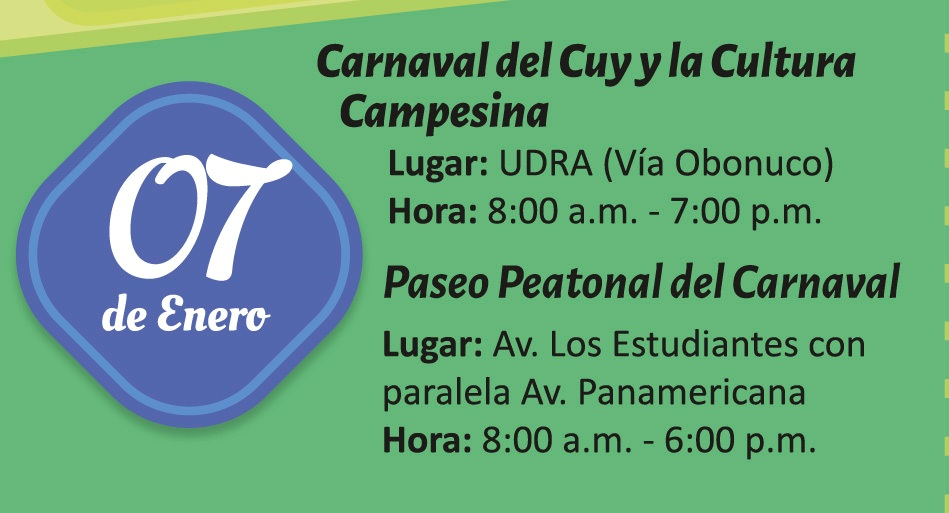 07
de Enero
Carnaval del Cuy y la Cultura
Campesina
Lugar: UDRA (Vía Obonuco)
Hora: 8:00 a.m. - 7:00 p.m.
Paseo Peatonal del Carnaval
Lugar: Av. Los Estudiantes con
paralela Av. Panamericana
Hora: 8:00 a.m. - 6:00 p.m.